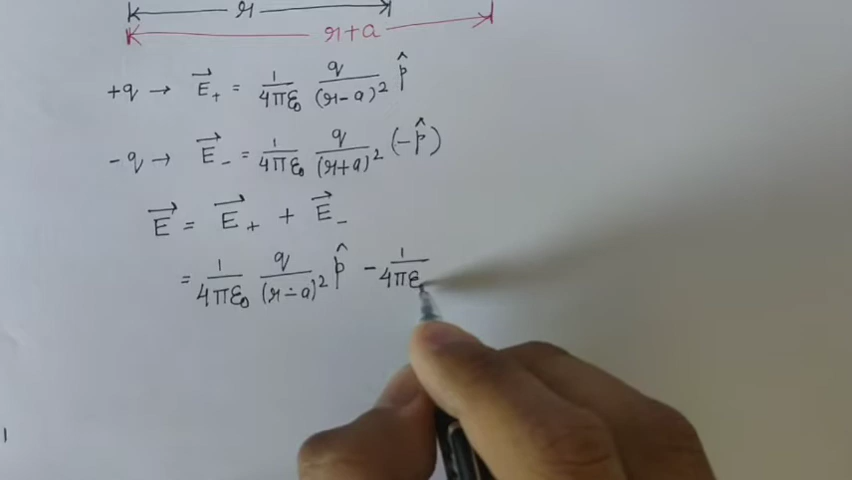 r
r+a
+q → E⃗₊ = 1/4πε₀ q/(r-a)² p̂
-q → E⃗₋ = 1/4πε₀ q/(r+a)² (-p̂)
E⃗ = E⃗₊ + E⃗₋
= 1/4πε₀ q/(r-a)² p̂ - 1/4πε